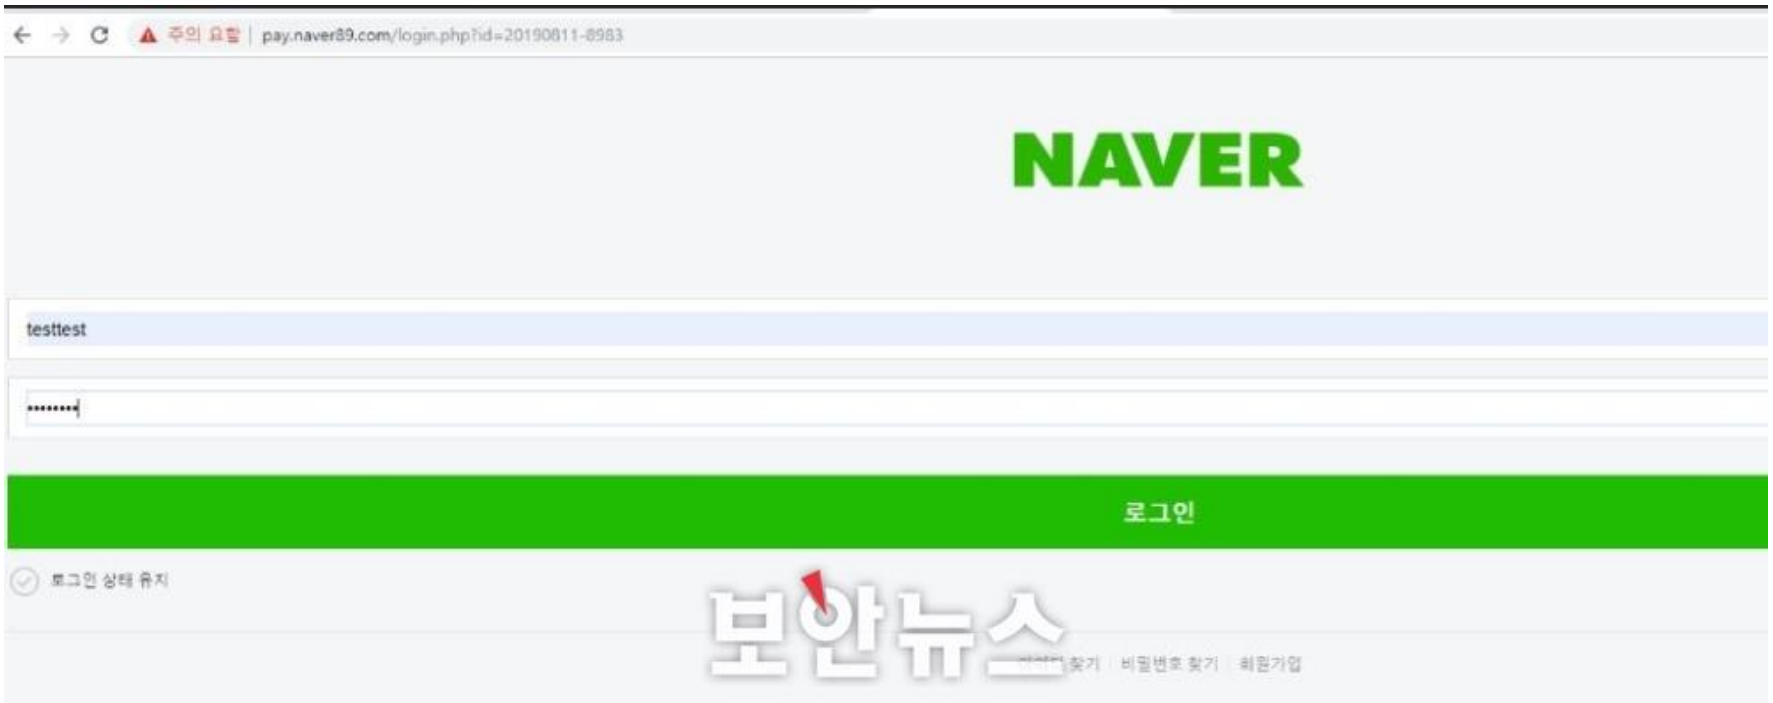 주의 요함 | pay.naver89.com/login.php?id=20190811-8983
NAVER
testtest
••••••••
로그인
로그인 상태 유지
보안뉴스
찾기 | 비밀번호 찾기 | 회원가입